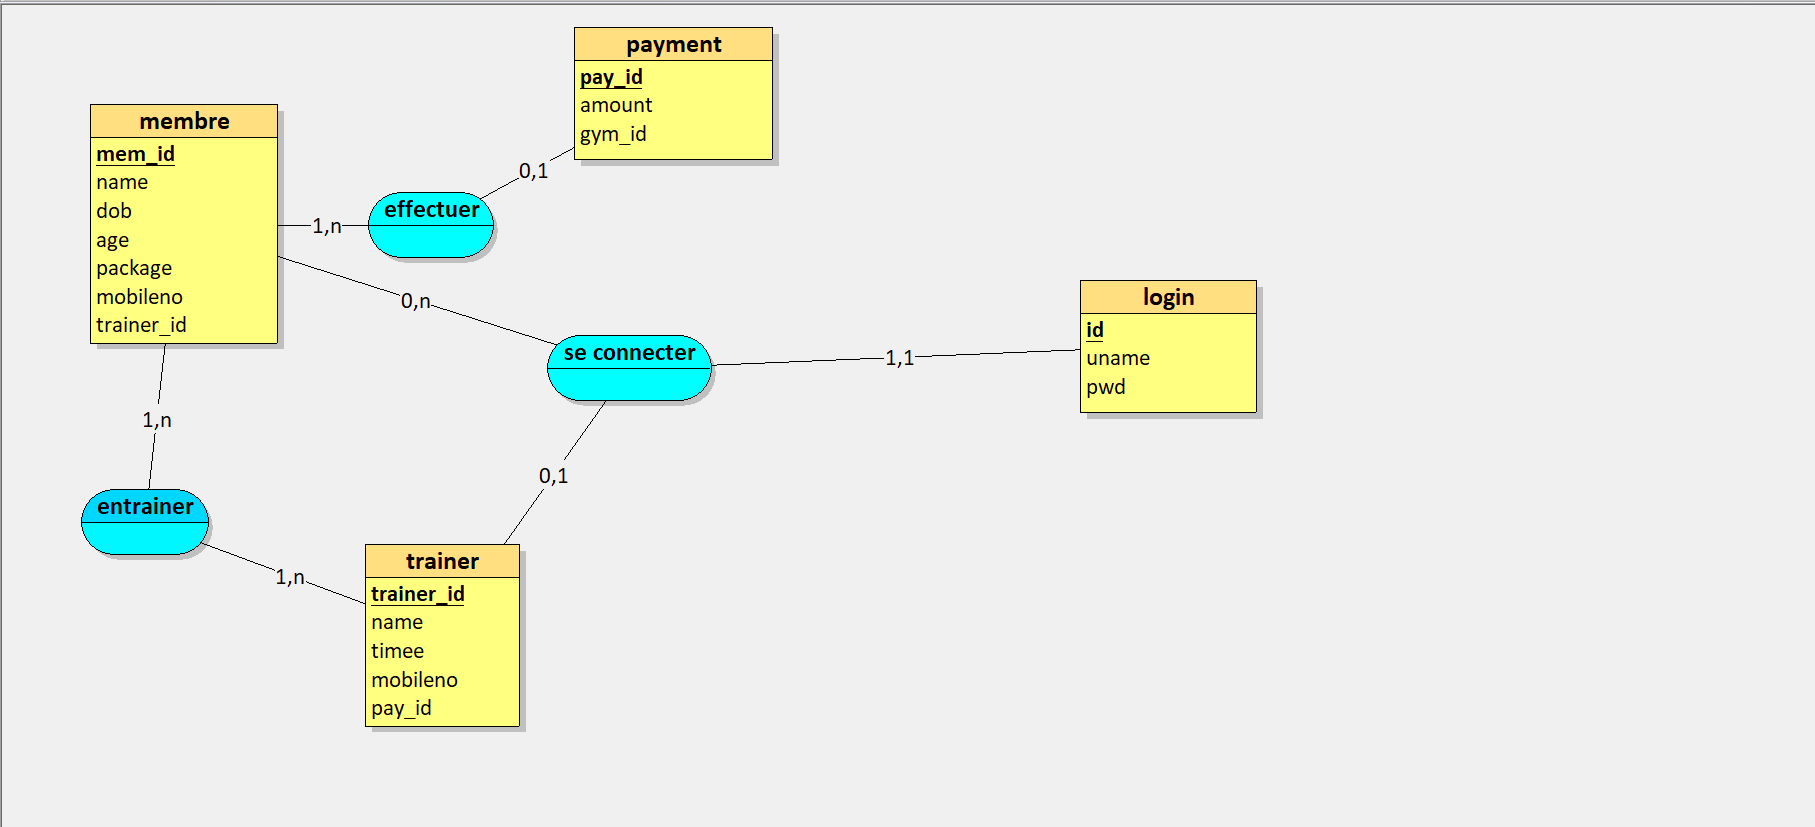 payment
pay_id
amount
gym_id
membre
mem_id
name
dob
age
package
mobileno
trainer_id
0,1
effectuer
1,n
0,n
login
id
uname
pwd
se connecter
1,1
1,n
0,1
entrainer
1,n
trainer
trainer_id
name
timee
mobileno
pay_id